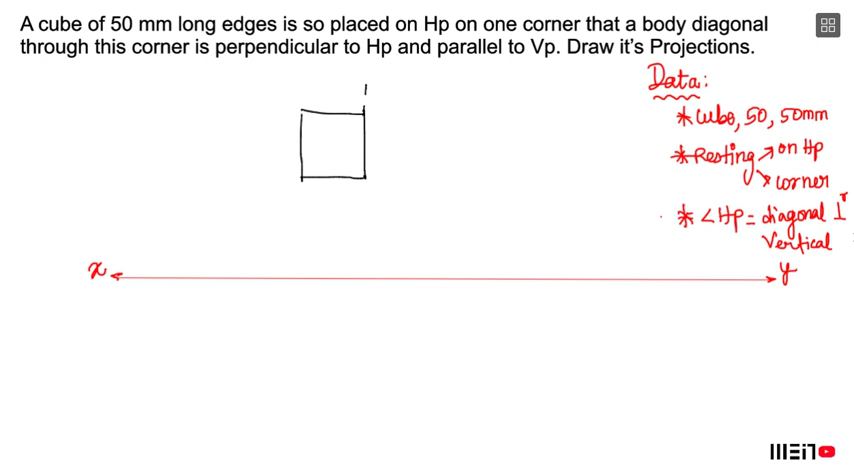 A cube of 50 mm long edges is so placed on Hp on one corner that a body diagonal
through this corner is perpendicular to Hp and parallel to Vp. Draw it's Projections.
Data:
* Cube, 50, 50mm
* Resting → on Hp
↘ corner
* ∠Hp = diagonal ⊥r
Vertical
x
y